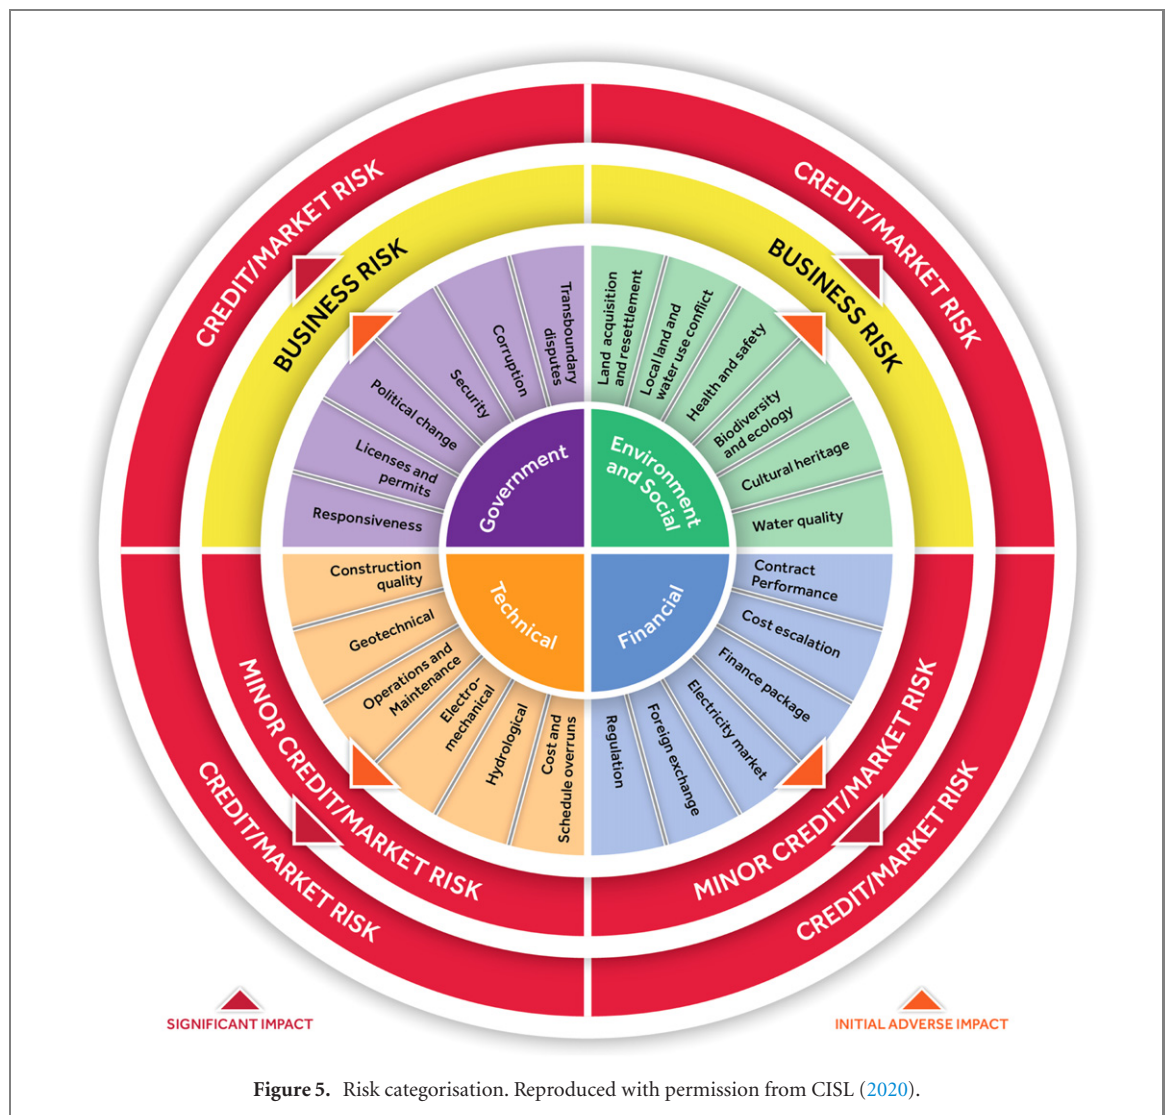 CREDIT/MARKET RISK
CREDIT/MARKET RISK
BUSINESS RISK
BUSINESS RISK
Transboundary
disputes
Corruption
Security
Political change
Licenses and
permits
Responsiveness
Land acquisition
and resettlement
Local land and
water use conflict
Health and safety
Biodiversity
and ecology
Cultural heritage
Water quality
Government
Environment
and Social
Technical
Financial
Construction
quality
Geotechnical
Operations and
Maintenance
Electro-
mechanical
Hydrological
Cost and
Schedule overruns
Contract
Performance
Cost escalation
Finance package
Electricity market
Foreign exchange
Regulation
MINOR CREDIT/MARKET RISK
MINOR CREDIT/MARKET RISK
CREDIT/MARKET RISK
CREDIT/MARKET RISK
SIGNIFICANT IMPACT
INITIAL ADVERSE IMPACT
Figure 5. Risk categorisation. Reproduced with permission from CISL (2020).